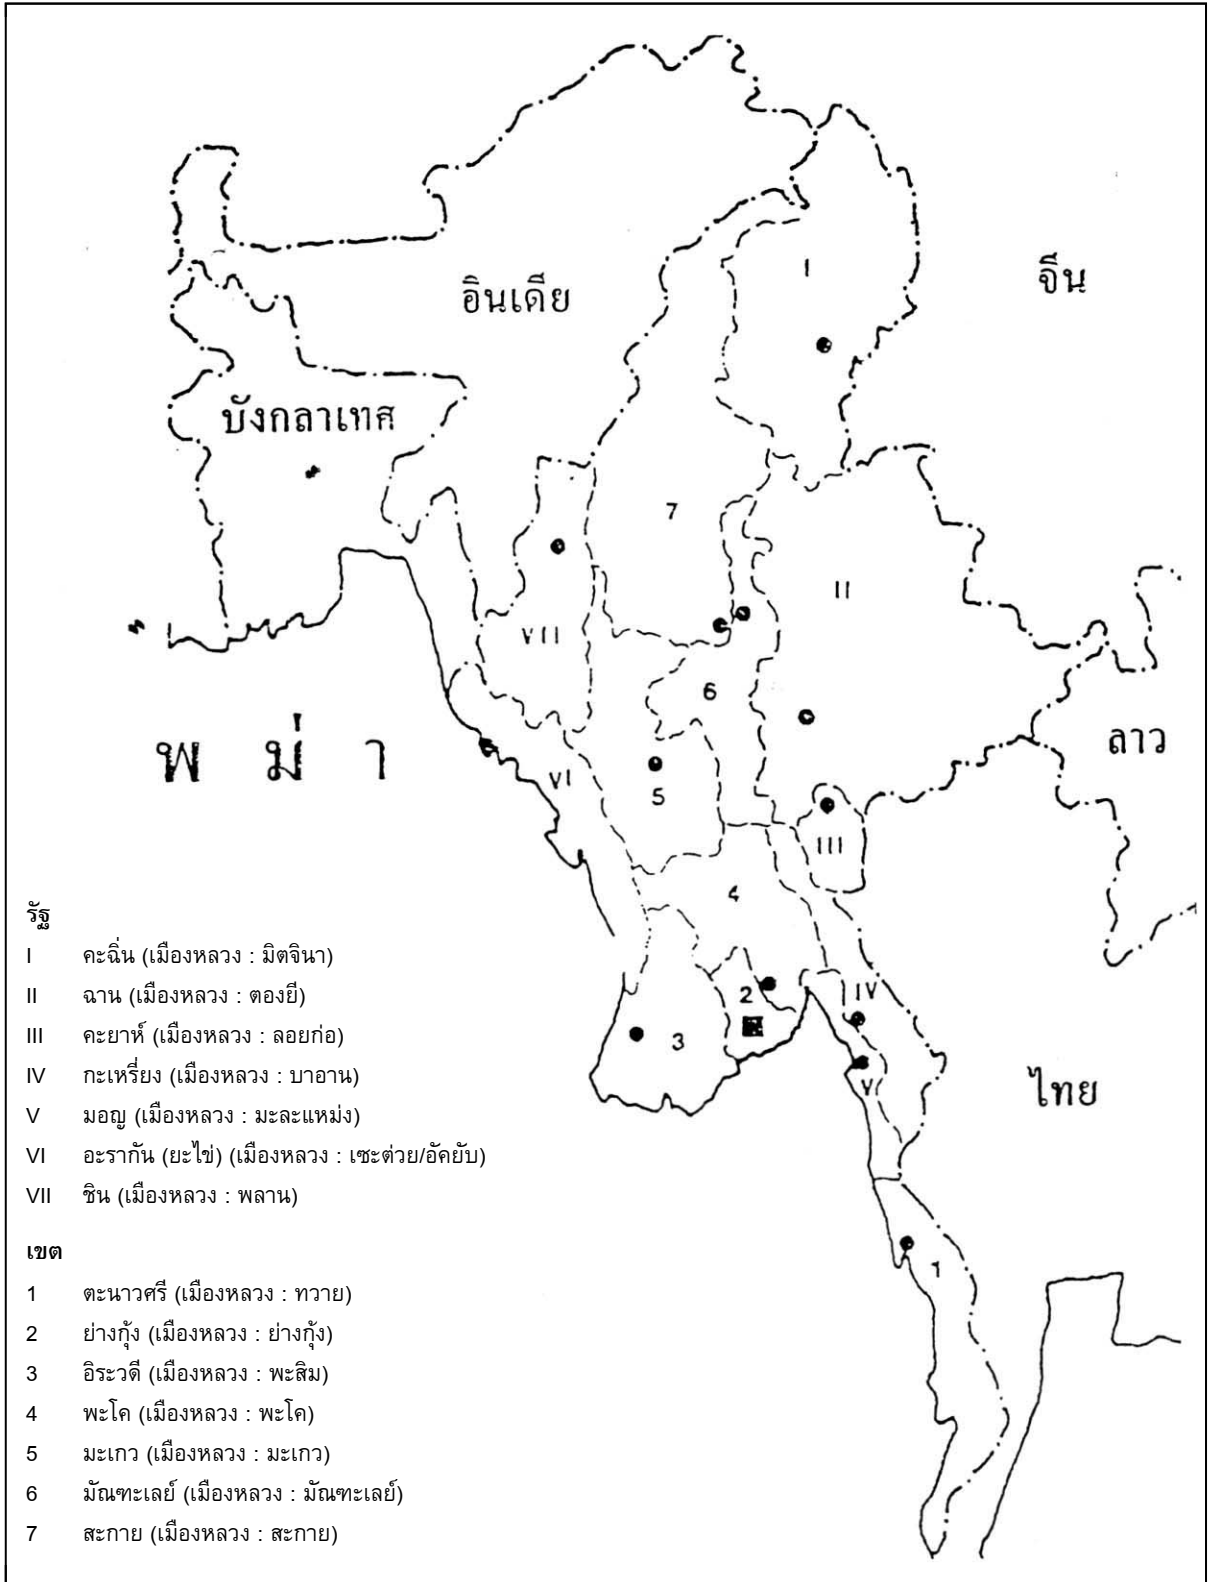 อินเดีย
จีน
บังกลาเทศ
ลาว
ไทย
พม่า
I
II
III
IV
V
VI
VII
1
2
3
4
5
6
7
รัฐ
I คะฉิ่น (เมืองหลวง : มิตจินา)
II ฉาน (เมืองหลวง : ตองยี)
III คะยาห์ (เมืองหลวง : ลอยก่อ)
IV กะเหรี่ยง (เมืองหลวง : บาอาน)
V มอญ (เมืองหลวง : มะละแหม่ง)
VI อะรากัน (ยะไข่) (เมืองหลวง : เซะต่วย/อัคยับ)
VII ชิน (เมืองหลวง : พลาน)
เขต
1 ตะนาวศรี (เมืองหลวง : ทวาย)
2 ย่างกุ้ง (เมืองหลวง : ย่างกุ้ง)
3 อิระวดี (เมืองหลวง : พะสิม)
4 พะโค (เมืองหลวง : พะโค)
5 มะเกว (เมืองหลวง : มะเกว)
6 มัณฑะเลย์ (เมืองหลวง : มัณฑะเลย์)
7 สะกาย (เมืองหลวง : สะกาย)